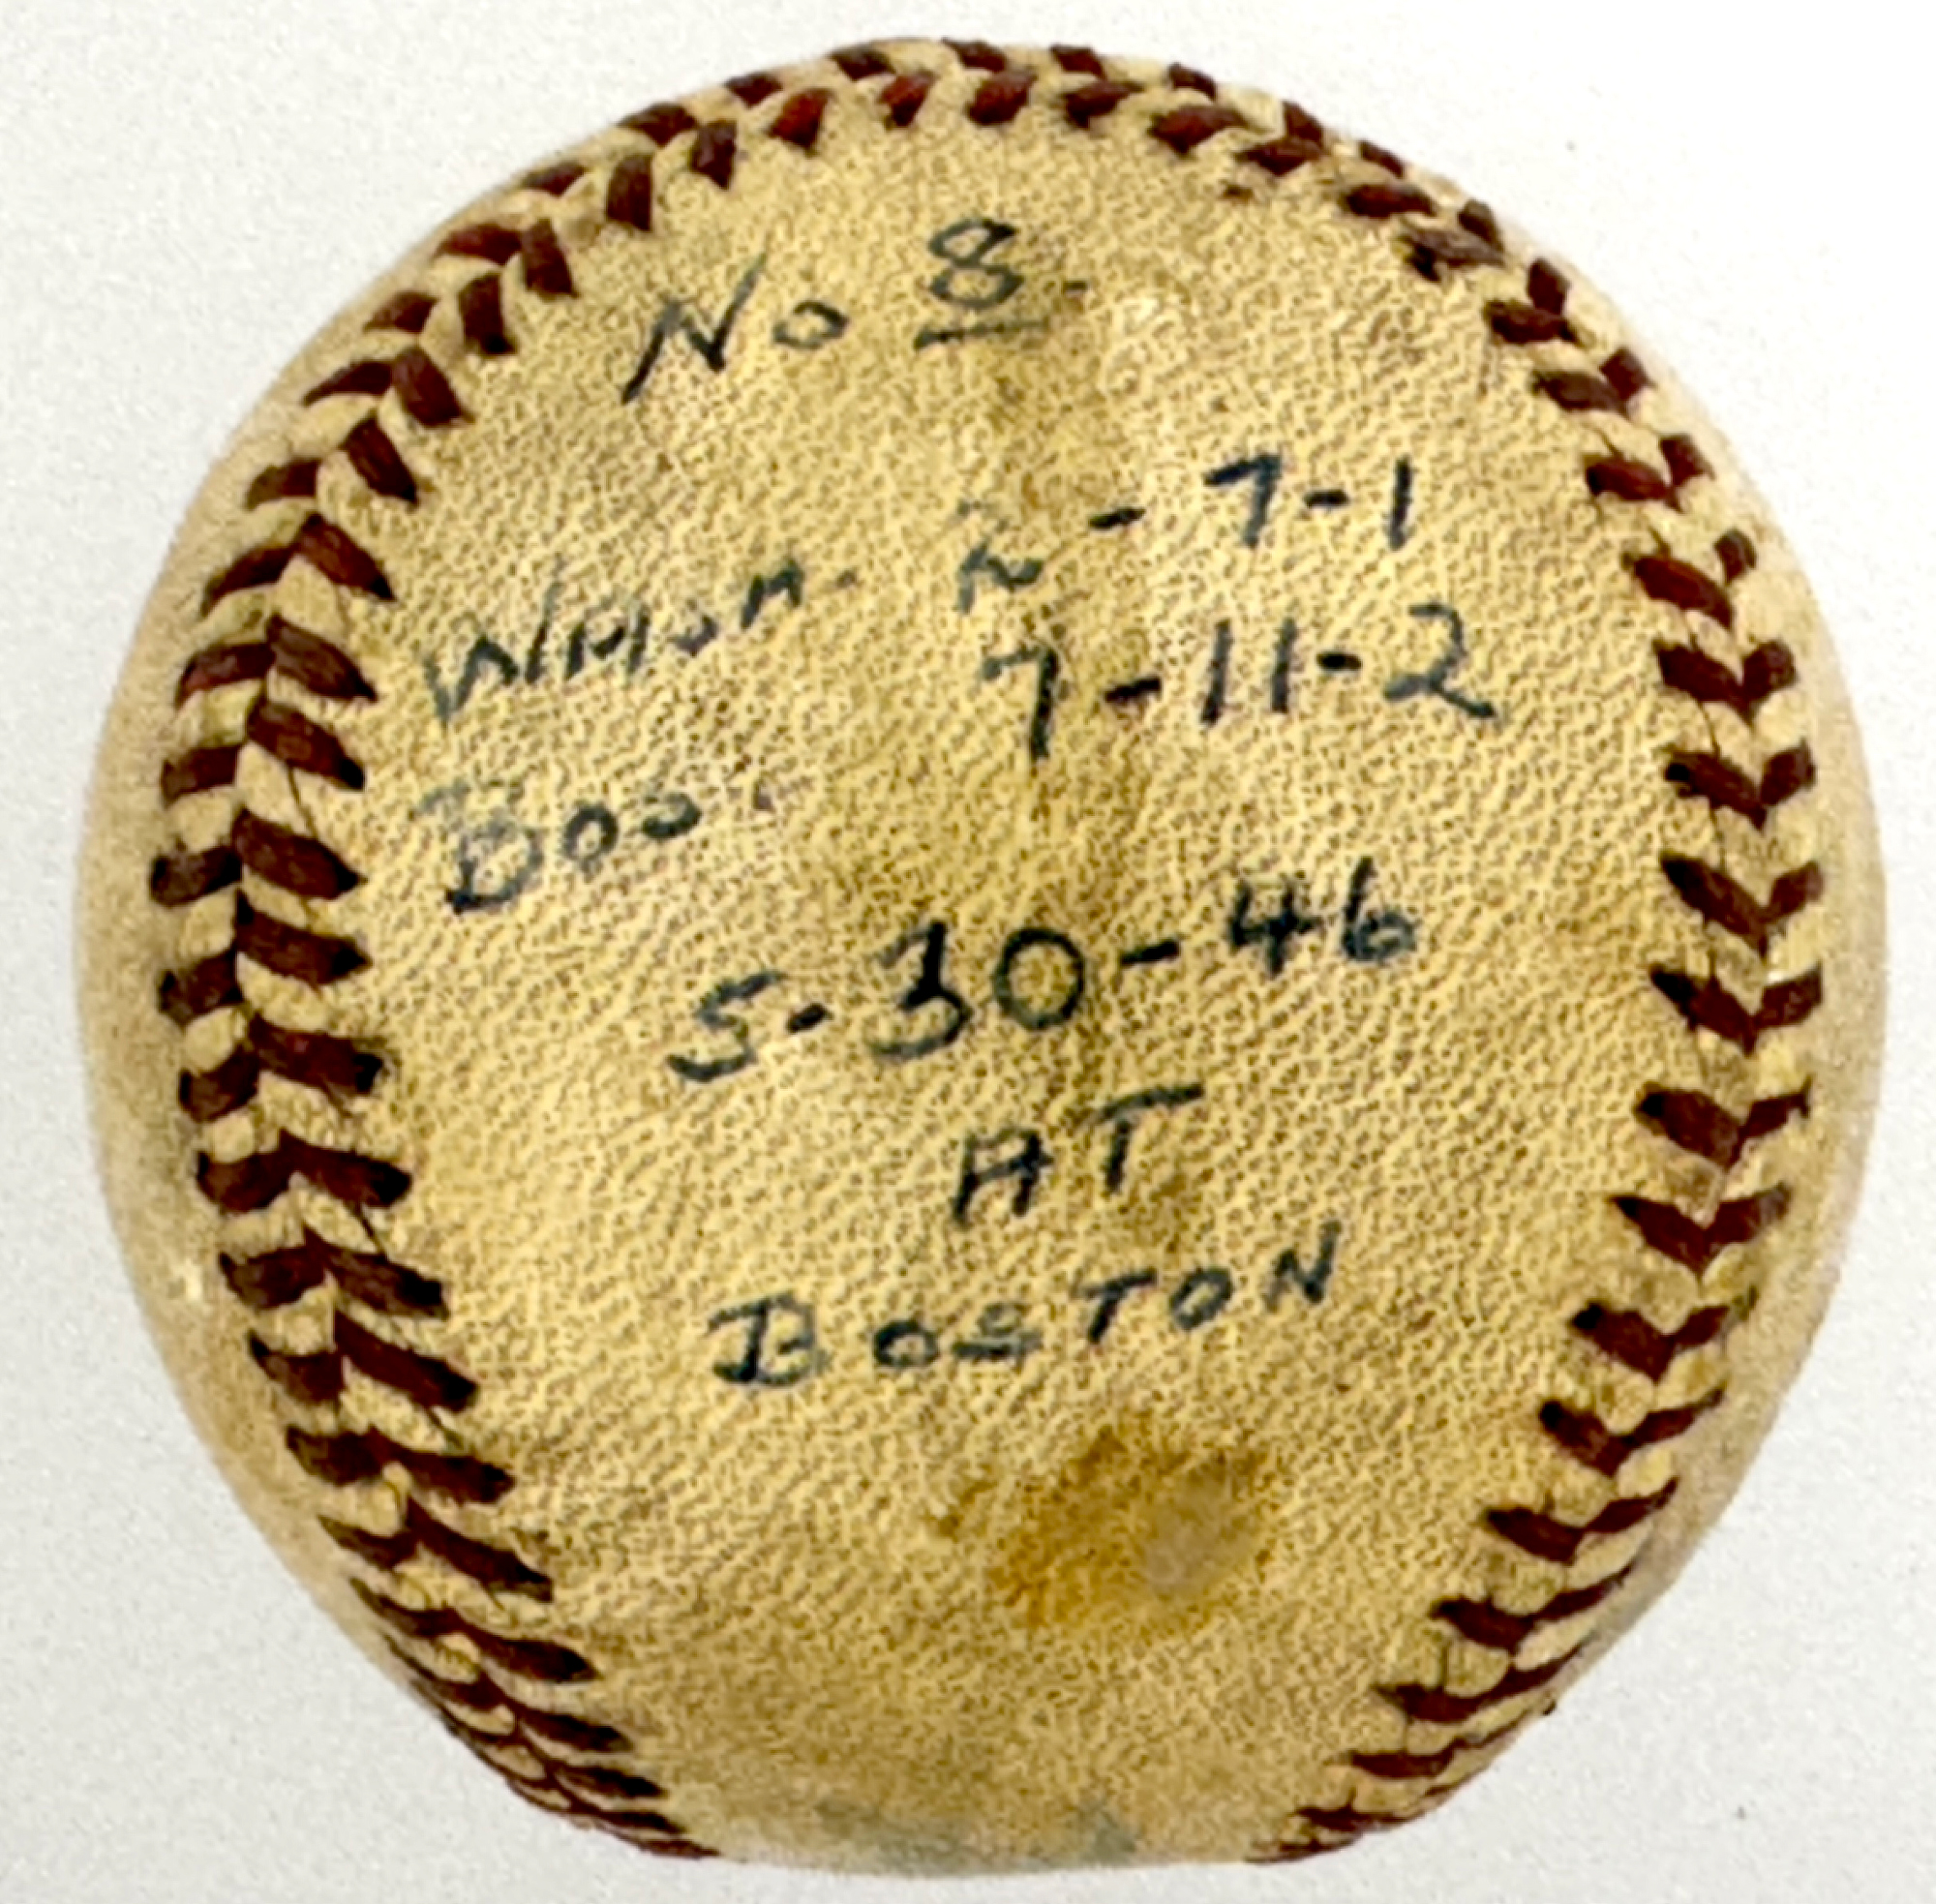 No 8.
WASH. 2-7-1
BOS. 7-11-2
5-30-46
AT
BOSTON